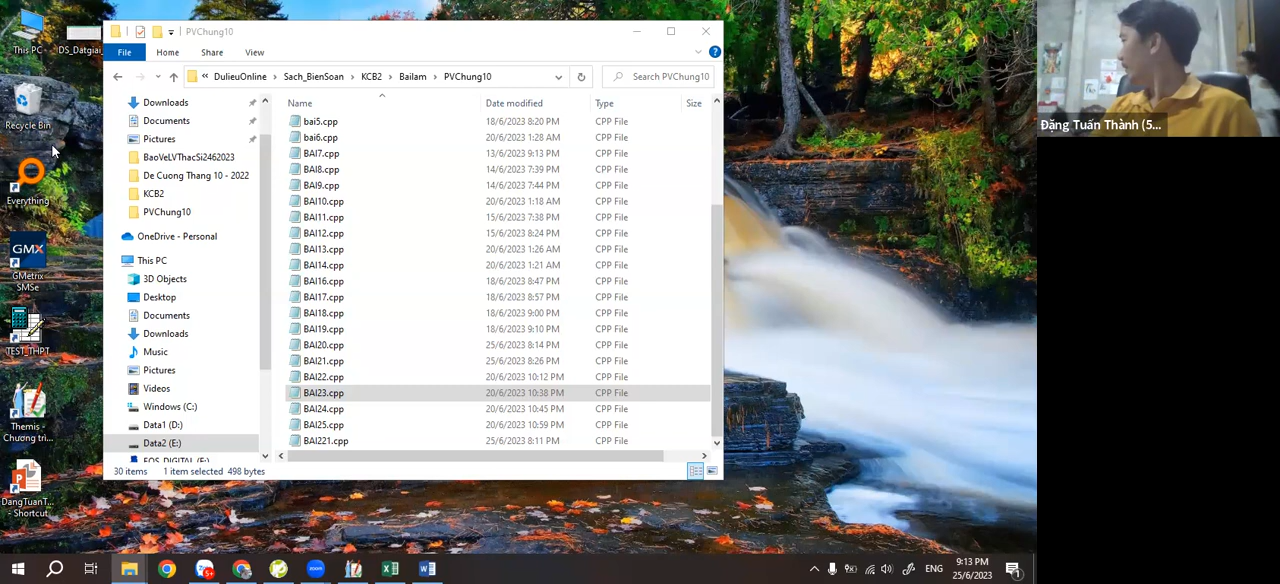 This PC
DS_Datgiai...
Recycle Bin
Everything
GMX
GMetrix
SMSe
TEST_THPT
Themis -
Chương trì...
DangTuanT...
- Shortcut
PVChung10
File Home Share View
« DulieuOnline > Sach_BienSoan > KCB2 > Bailam > PVChung10
Search PVChung10
Downloads
Documents
Pictures
BaoVeLVThacSi2462023
De Cuong Thang 10 - 2022
KCB2
PVChung10
OneDrive - Personal
This PC
3D Objects
Desktop
Documents
Downloads
Music
Pictures
Videos
Windows (C:)
Data1 (D:)
Data2 (E:)
EOS_DIGITAL (F:)
Name Date modified Type Size
bai5.cpp 18/6/2023 8:20 PM CPP File
bai6.cpp 20/6/2023 1:28 AM CPP File
BAI7.cpp 13/6/2023 9:13 PM CPP File
BAI8.cpp 14/6/2023 7:39 PM CPP File
BAI9.cpp 14/6/2023 7:44 PM CPP File
BAI10.cpp 20/6/2023 1:18 AM CPP File
BAI11.cpp 15/6/2023 7:38 PM CPP File
BAI12.cpp 15/6/2023 8:24 PM CPP File
BAI13.cpp 20/6/2023 1:26 AM CPP File
BAI14.cpp 20/6/2023 1:21 AM CPP File
BAI16.cpp 18/6/2023 8:47 PM CPP File
BAI17.cpp 18/6/2023 8:57 PM CPP File
BAI18.cpp 18/6/2023 9:00 PM CPP File
BAI19.cpp 18/6/2023 9:10 PM CPP File
BAI20.cpp 25/6/2023 8:14 PM CPP File
BAI21.cpp 25/6/2023 8:26 PM CPP File
BAI22.cpp 20/6/2023 10:12 PM CPP File
BAI23.cpp 20/6/2023 10:38 PM CPP File
BAI24.cpp 20/6/2023 10:45 PM CPP File
BAI25.cpp 20/6/2023 10:59 PM CPP File
BAI221.cpp 25/6/2023 8:11 PM CPP File
30 items 1 item selected 498 bytes
Đặng Tuấn Thành (5...
5+
zoom
ENG
9:13 PM
25/6/2023
1